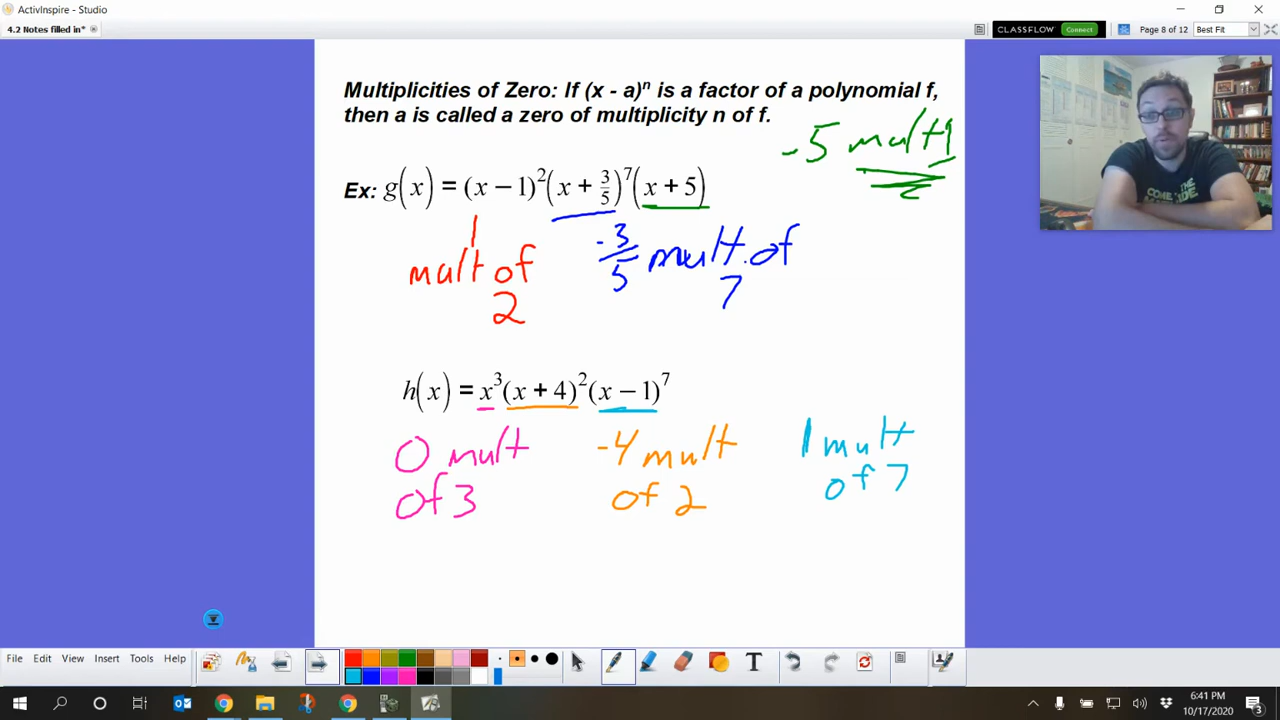 ActivInspire - Studio
4.2 Notes filled in*
CLASSFLOW Connect Page 8 of 12 Best Fit
Multiplicities of Zero: If (x - a)ⁿ is a factor of a polynomial f,
then a is called a zero of multiplicity n of f.
-5 mult 1
Ex: g(x) = (x − 1)²(x + 3/5)⁷(x + 5)
1
mult of
2
-3/5 mult. of
7
h(x) = x³(x + 4)²(x − 1)⁷
0 mult
of 3
-4 mult
of 2
1 mult
of 7
File Edit View Insert Tools Help
6:41 PM
10/17/2020
3